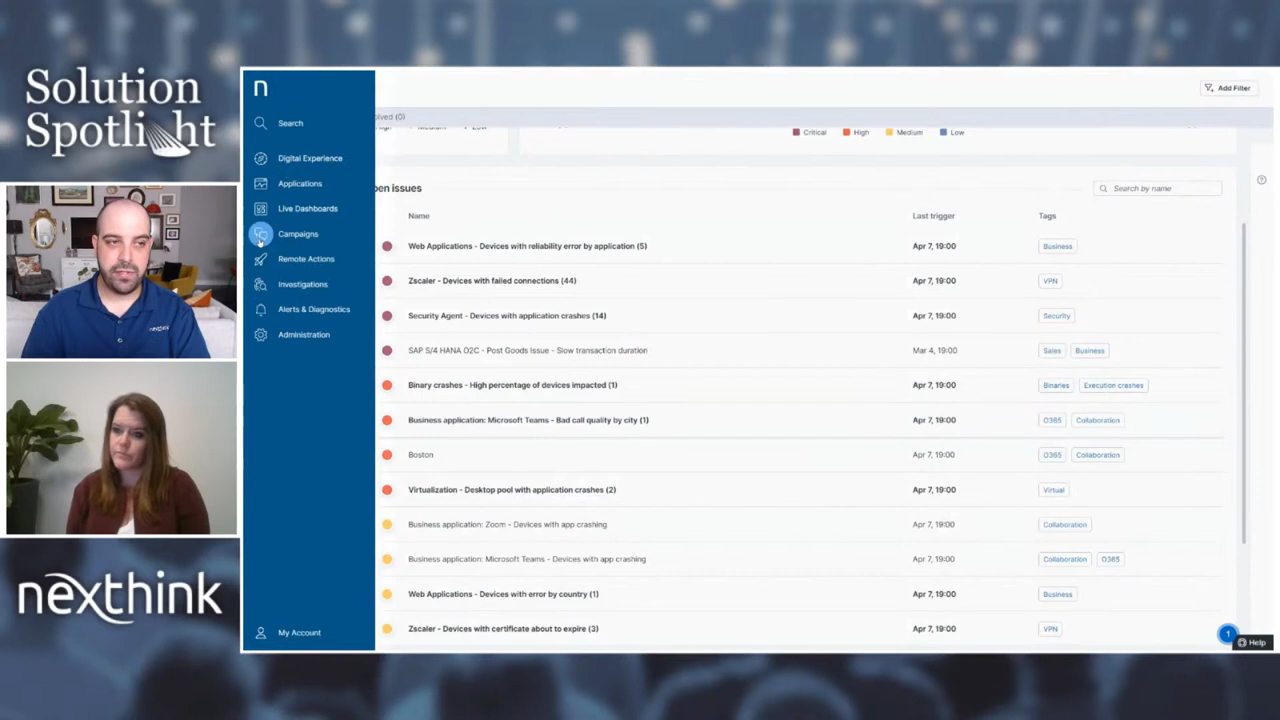 Solution
Spotlight
nexthink
nexthink
n
Search
Digital Experience
Applications
Live Dashboards
Campaigns
Remote Actions
Investigations
Alerts & Diagnostics
Administration
My Account
Add Filter
olved (0)
Medium Low
Critical High Medium Low
pen issues
Search by name
Name Last trigger Tags
Web Applications - Devices with reliability error by application (5) Apr 7, 19:00 Business
Zscaler - Devices with failed connections (44) Apr 7, 19:00 VPN
Security Agent - Devices with application crashes (14) Apr 7, 19:00 Security
SAP S/4 HANA O2C - Post Goods Issue - Slow transaction duration Mar 4, 19:00 Sales Business
Binary crashes - High percentage of devices impacted (1) Apr 7, 19:00 Binaries Execution crashes
Business application: Microsoft Teams - Bad call quality by city (1) Apr 7, 19:00 O365 Collaboration
Boston Apr 7, 19:00 O365 Collaboration
Virtualization - Desktop pool with application crashes (2) Apr 7, 19:00 Virtual
Business application: Zoom - Devices with app crashing Apr 7, 19:00 Collaboration
Business application: Microsoft Teams - Devices with app crashing Apr 7, 19:00 Collaboration O365
Web Applications - Devices with error by country (1) Apr 7, 19:00 Business
Zscaler - Devices with certificate about to expire (3) Apr 7, 19:00 VPN
1
Help